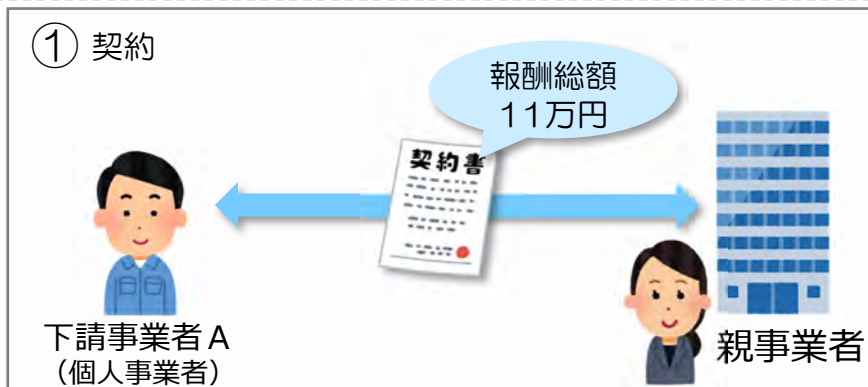 ① 契約
報酬総額
11万円
契約書
下請事業者A
（個人事業者）
親事業者